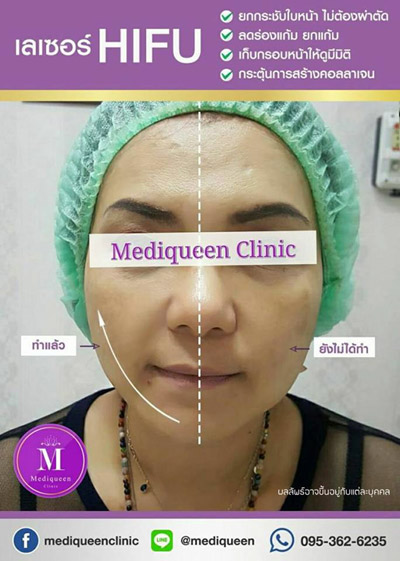 เลเซอร์ HIFU
ยกกระชับใบหน้า ไม่ต้องผ่าตัด
ลดร่องแก้ม ยกแก้ม
เก็บกรอบหน้าให้ดูมีมิติ
กระตุ้นการสร้างคอลลาเจน
Mediqueen Clinic
ทำแล้ว
ยังไม่ได้ทำ
M
Mediqueen
Clinic
ผลลัพธ์อาจขึ้นอยู่กับแต่ละบุคคล
f mediqueenclinic
LINE @mediqueen
095-362-6235